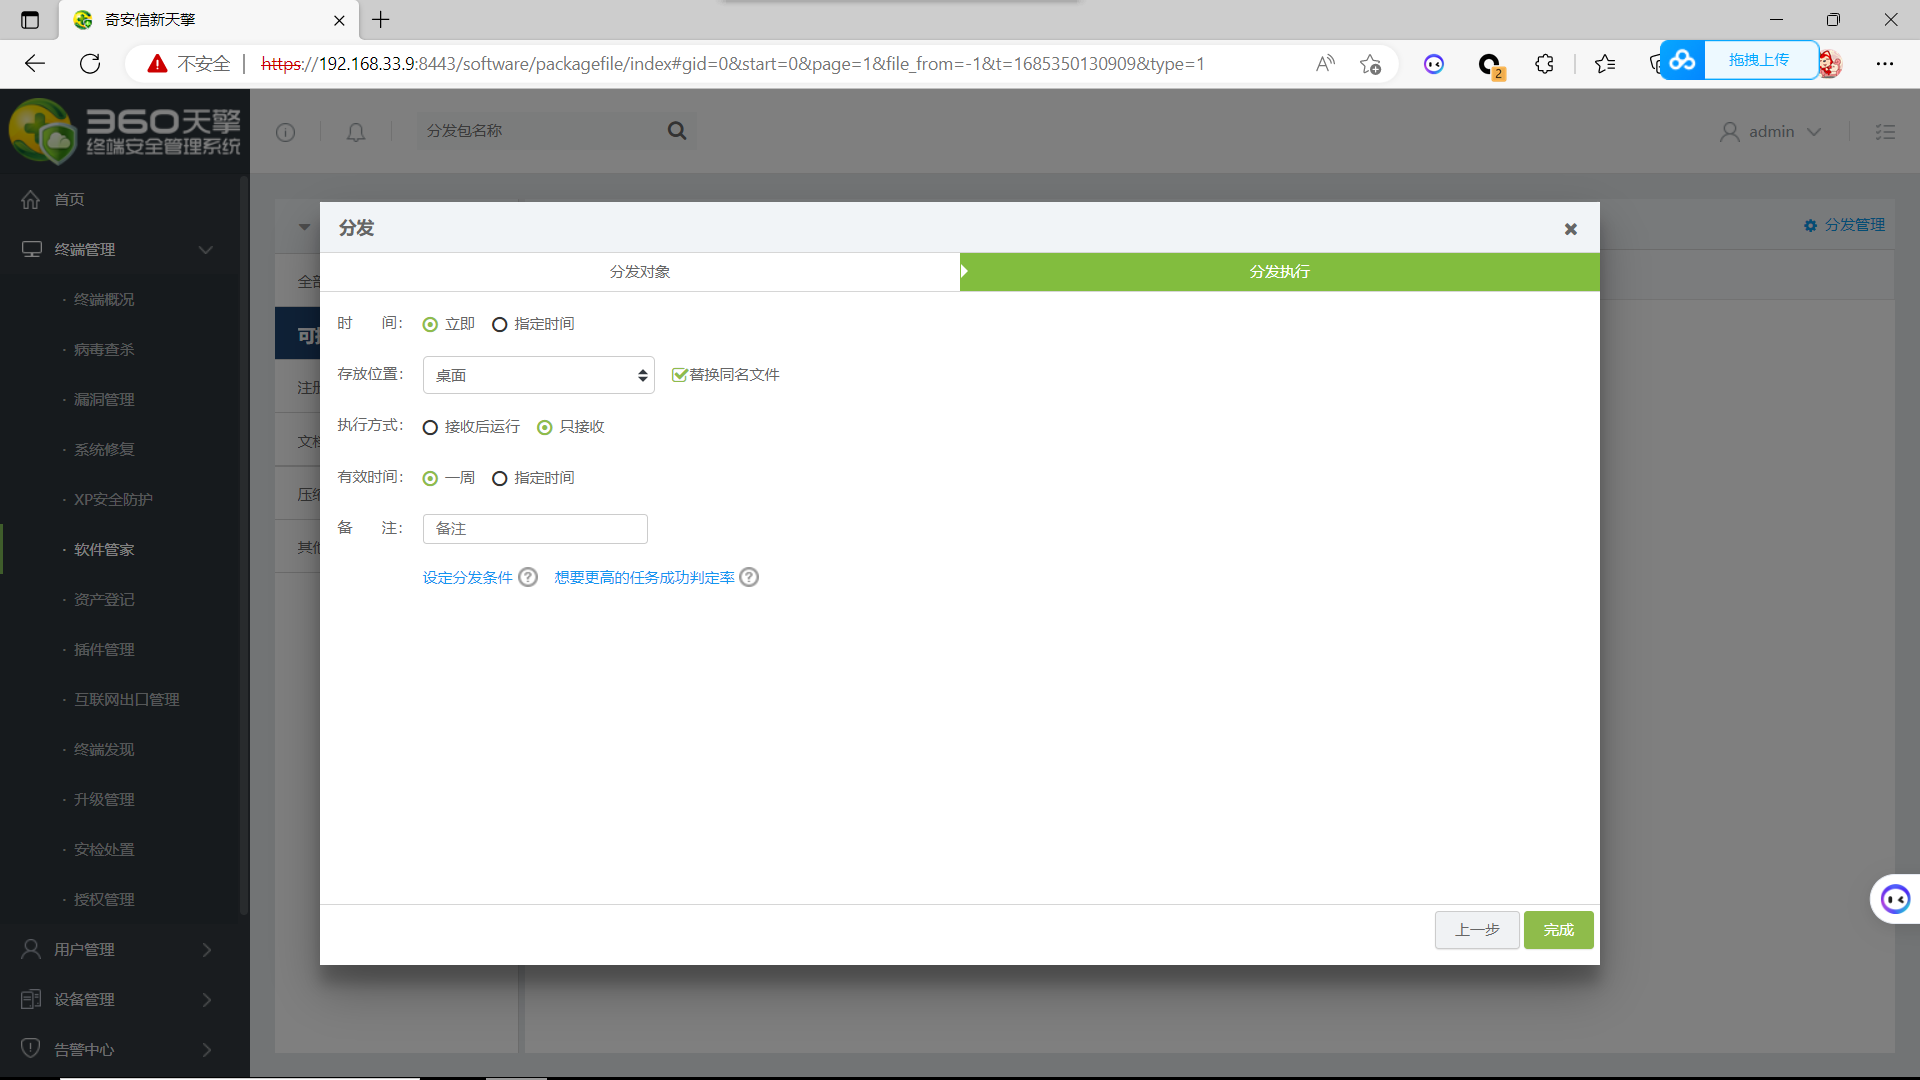 奇安信新天擎
不安全 https://192.168.33.9:8443/software/packagefile/index#gid=0&start=0&page=1&file_from=-1&t=1685350130909&type=1
2
拖拽上传
360天擎
终端安全管理系统
分发包名称
admin
首页
终端管理
· 终端概况
· 病毒查杀
· 漏洞管理
· 系统修复
· XP安全防护
· 软件管家
· 资产登记
· 插件管理
· 互联网出口管理
· 终端发现
· 升级管理
· 安检处置
· 授权管理
用户管理
设备管理
告警中心
分发管理
全部
注册
压缩
其他
分发
分发对象
分发执行
时 间： 立即 指定时间
存放位置： 桌面 替换同名文件
执行方式： 接收后运行 只接收
有效时间： 一周 指定时间
备 注： 备注
设定分发条件 ? 想要更高的任务成功判定率 ?
上一步 完成